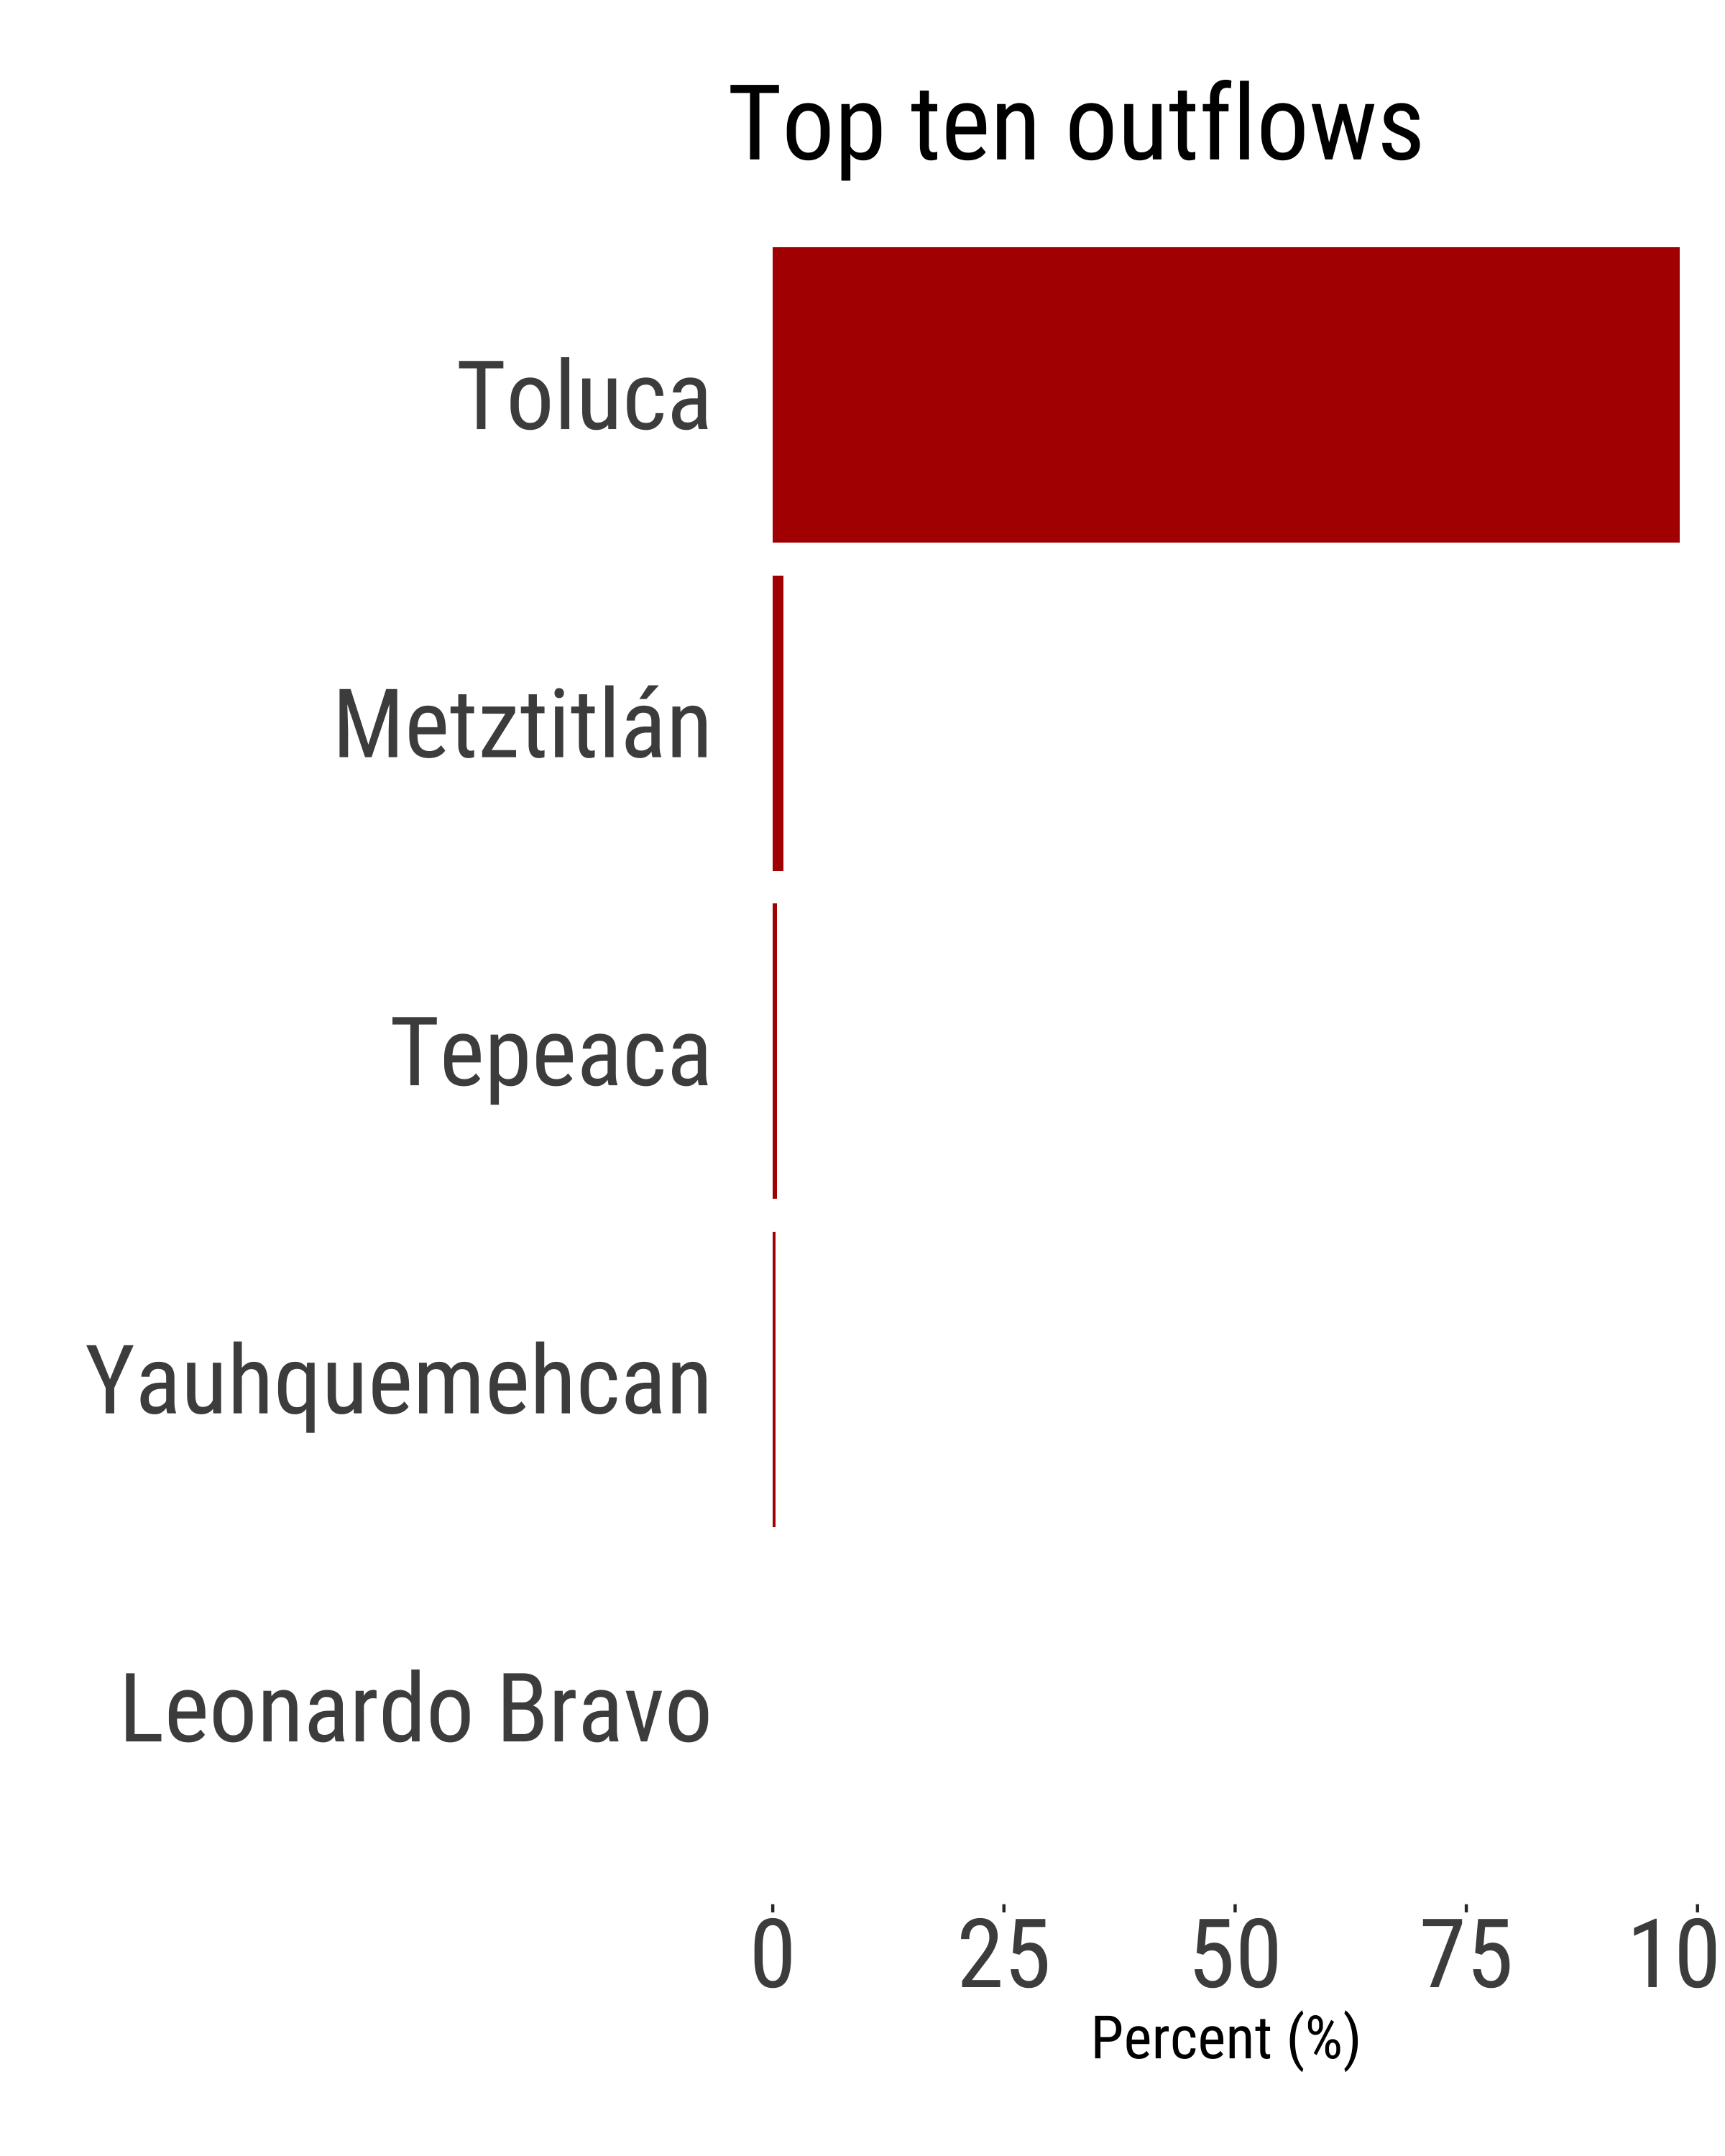 Top ten outflows
Toluca
Metztitlán
Tepeaca
Yauhquemehcan
Leonardo Bravo
0 25 50 75 10
Percent (%)